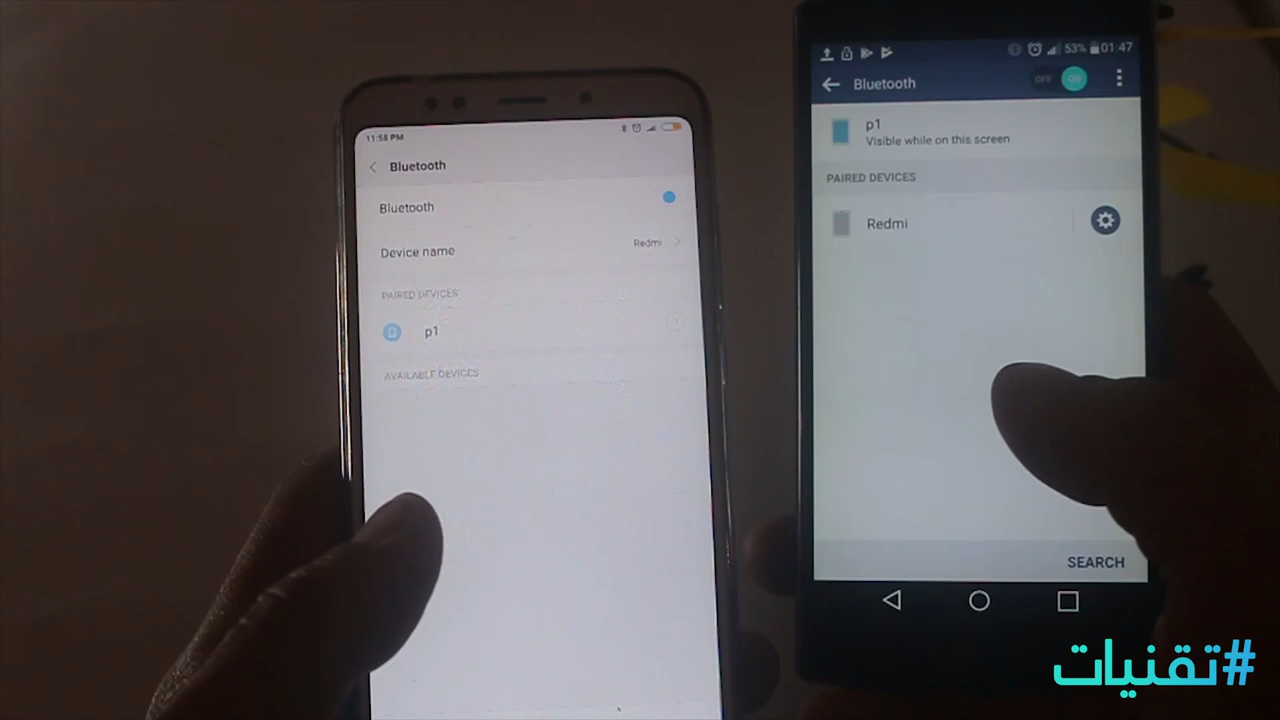 11:58 PM
Bluetooth
Bluetooth
Device name
Redmi
PAIRED DEVICES
p1
AVAILABLE DEVICES
53% 01:47
Bluetooth
OFF ON
p1
Visible while on this screen
PAIRED DEVICES
Redmi
SEARCH
#تقنيات